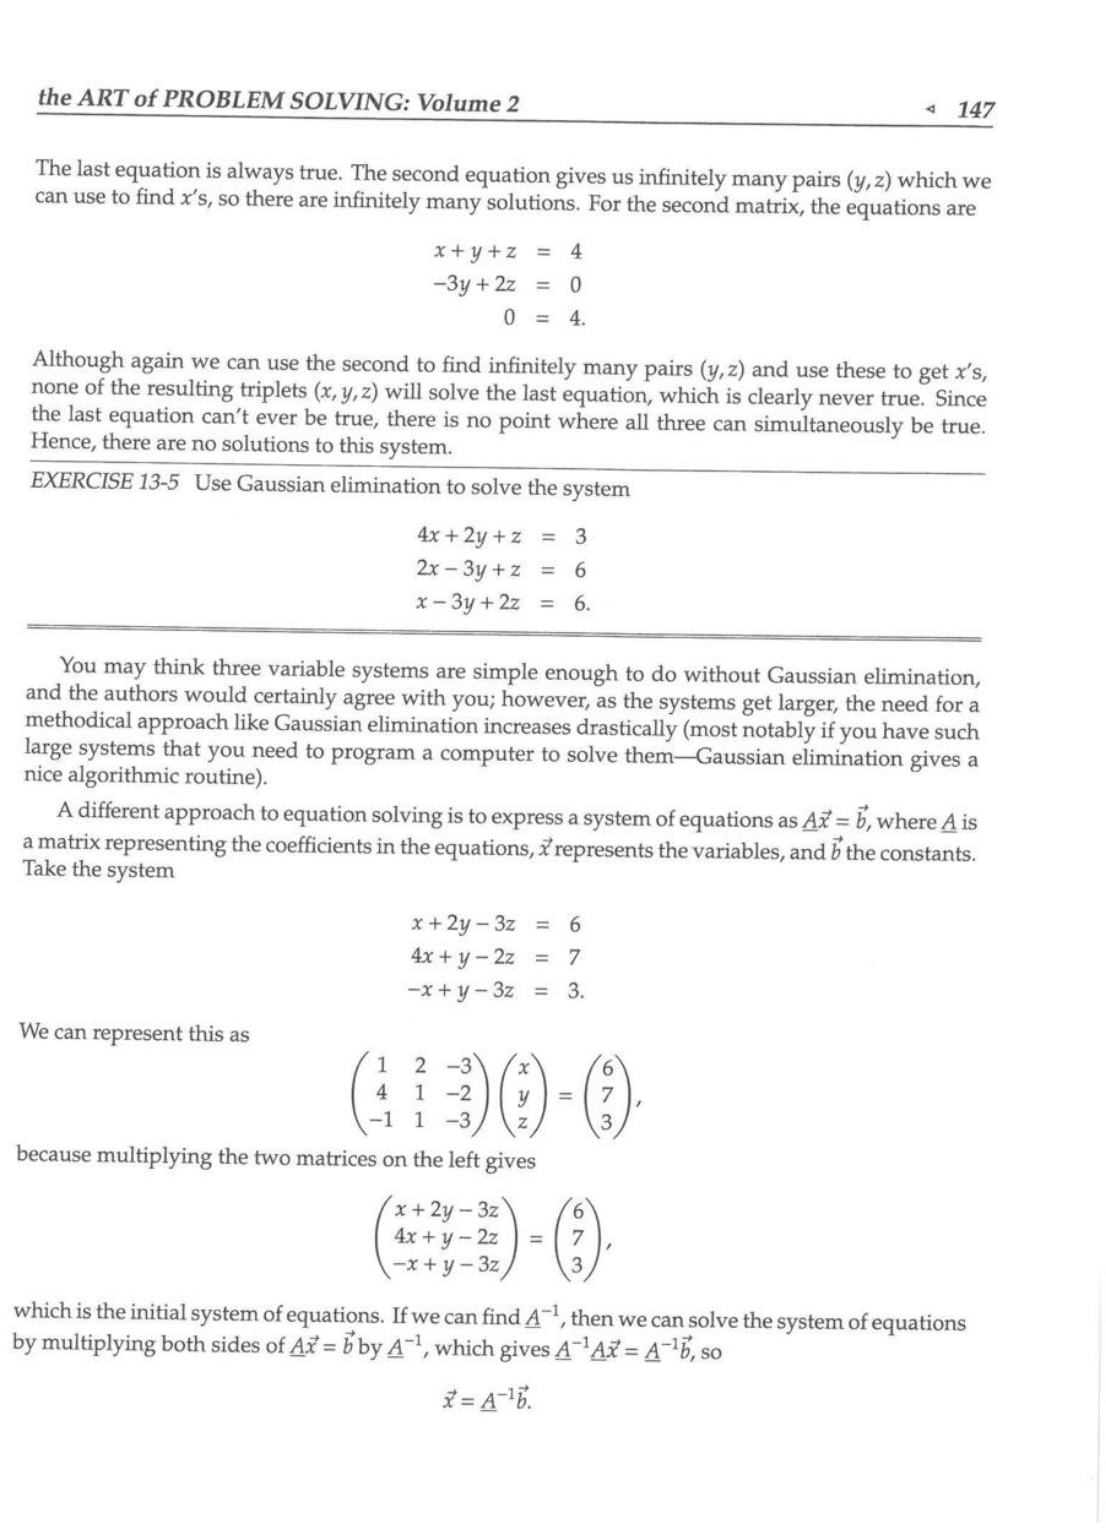 the ART of PROBLEM SOLVING: Volume 2 ◃ 147
The last equation is always true. The second equation gives us infinitely many pairs (y, z) which we
can use to find x's, so there are infinitely many solutions. For the second matrix, the equations are
x + y + z = 4
−3y + 2z = 0
0 = 4.
Although again we can use the second to find infinitely many pairs (y, z) and use these to get x's,
none of the resulting triplets (x, y, z) will solve the last equation, which is clearly never true. Since
the last equation can't ever be true, there is no point where all three can simultaneously be true.
Hence, there are no solutions to this system.
EXERCISE 13-5 Use Gaussian elimination to solve the system
4x + 2y + z = 3
2x − 3y + z = 6
x − 3y + 2z = 6.
You may think three variable systems are simple enough to do without Gaussian elimination,
and the authors would certainly agree with you; however, as the systems get larger, the need for a
methodical approach like Gaussian elimination increases drastically (most notably if you have such
large systems that you need to program a computer to solve them—Gaussian elimination gives a
nice algorithmic routine).
A different approach to equation solving is to express a system of equations as A̲x⃗ = b⃗, where A̲ is
a matrix representing the coefficients in the equations, x⃗ represents the variables, and b⃗ the constants.
Take the system
x + 2y − 3z = 6
4x + y − 2z = 7
−x + y − 3z = 3.
We can represent this as
( 1 2 −3 ) ( x ) ( 6 )
( 4 1 −2 ) ( y ) = ( 7 ),
( −1 1 −3 ) ( z ) ( 3 )
because multiplying the two matrices on the left gives
( x + 2y − 3z ) ( 6 )
( 4x + y − 2z ) = ( 7 ),
( −x + y − 3z ) ( 3 )
which is the initial system of equations. If we can find A̲⁻¹, then we can solve the system of equations
by multiplying both sides of A̲x⃗ = b⃗ by A̲⁻¹, which gives A̲⁻¹A̲x⃗ = A̲⁻¹b⃗, so
x⃗ = A̲⁻¹b⃗.